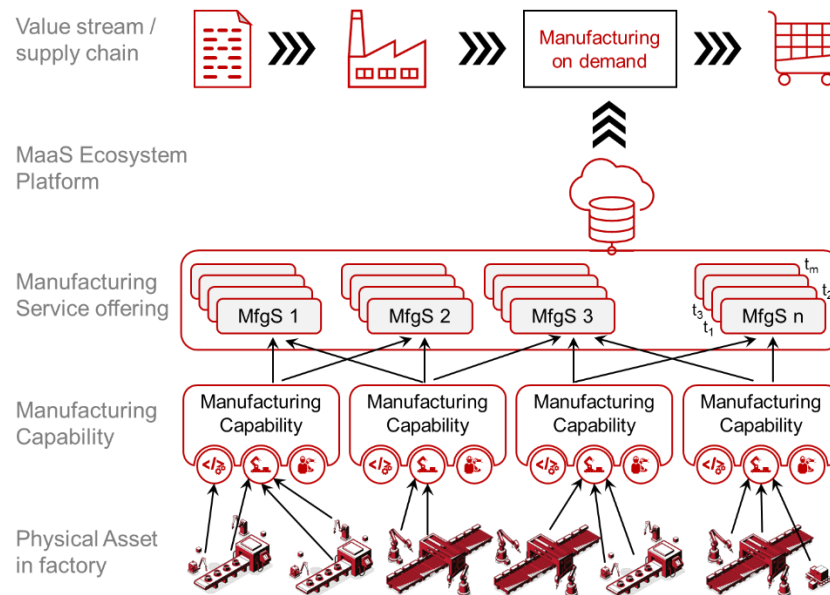 Value stream /
supply chain
Manufacturing
on demand
MaaS Ecosystem
Platform
Manufacturing
Service offering
MfgS 1
MfgS 2
MfgS 3
MfgS n
t₁
t₃
t₂
tₘ
Manufacturing
Capability
Manufacturing
Capability
Manufacturing
Capability
Manufacturing
Capability
Manufacturing
Capability
</>
</>
</>
</>
Physical Asset
in factory